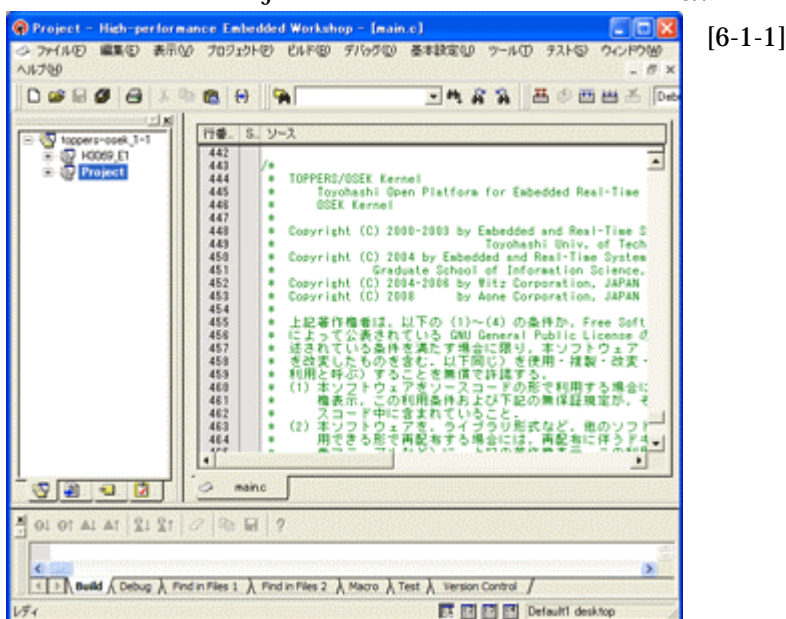 Project - High-performance Embedded Workshop - [main.c]
[6-1-1]
ファイル(F) 編集(E) 表示(V) プロジェクト(P) ビルド(B) デバッグ(D) 基本設定(U) ツール(T) テスト(S) ウィンドウ(W)
ヘルプ(H)
toppers-osek_1-1
H0069_E1
Project
行番.. S.. ソース
442
443 /*
444 * TOPPERS/OSEK Kernel
445 * Toyohashi Open Platform for Embedded Real-Time
446 * OSEK Kernel
447 *
448 * Copyright (C) 2000-2003 by Embedded and Real-Time S
449 * Toyohashi Univ. of Tech
450 * Copyright (C) 2004 by Embedded and Real-Time System
451 * Graduate School of Information Science,
452 * Copyright (C) 2004-2006 by Witz Corporation, JAPAN
453 * Copyright (C) 2008 by Aone Corporation, JAPAN
454 *
455 * 上記著作権者は,以下の (1)~(4) の条件か,Free Soft
456 * によって公表されている GNU General Public License の
457 * 述されている条件を満たす場合に限り,本ソフトウェア
458 * を改変したものを含む.以下同じ)を使用・複製・改変・
459 * 利用と呼ぶ)することを無償で許諾する.
460 * (1) 本ソフトウェアをソースコードの形で利用する場合に
461 * 権表示,この利用条件および下記の無保証規定が,そ
462 * スコード中に含まれていること.
463 * (2) 本ソフトウェアを,ライブラリ形式など,他のソフト
464 * 用できる形で再配布する場合には,再配布に伴うドキ
main.c
Build Debug Find in Files 1 Find in Files 2 Macro Test Version Control
レディ Default1 desktop